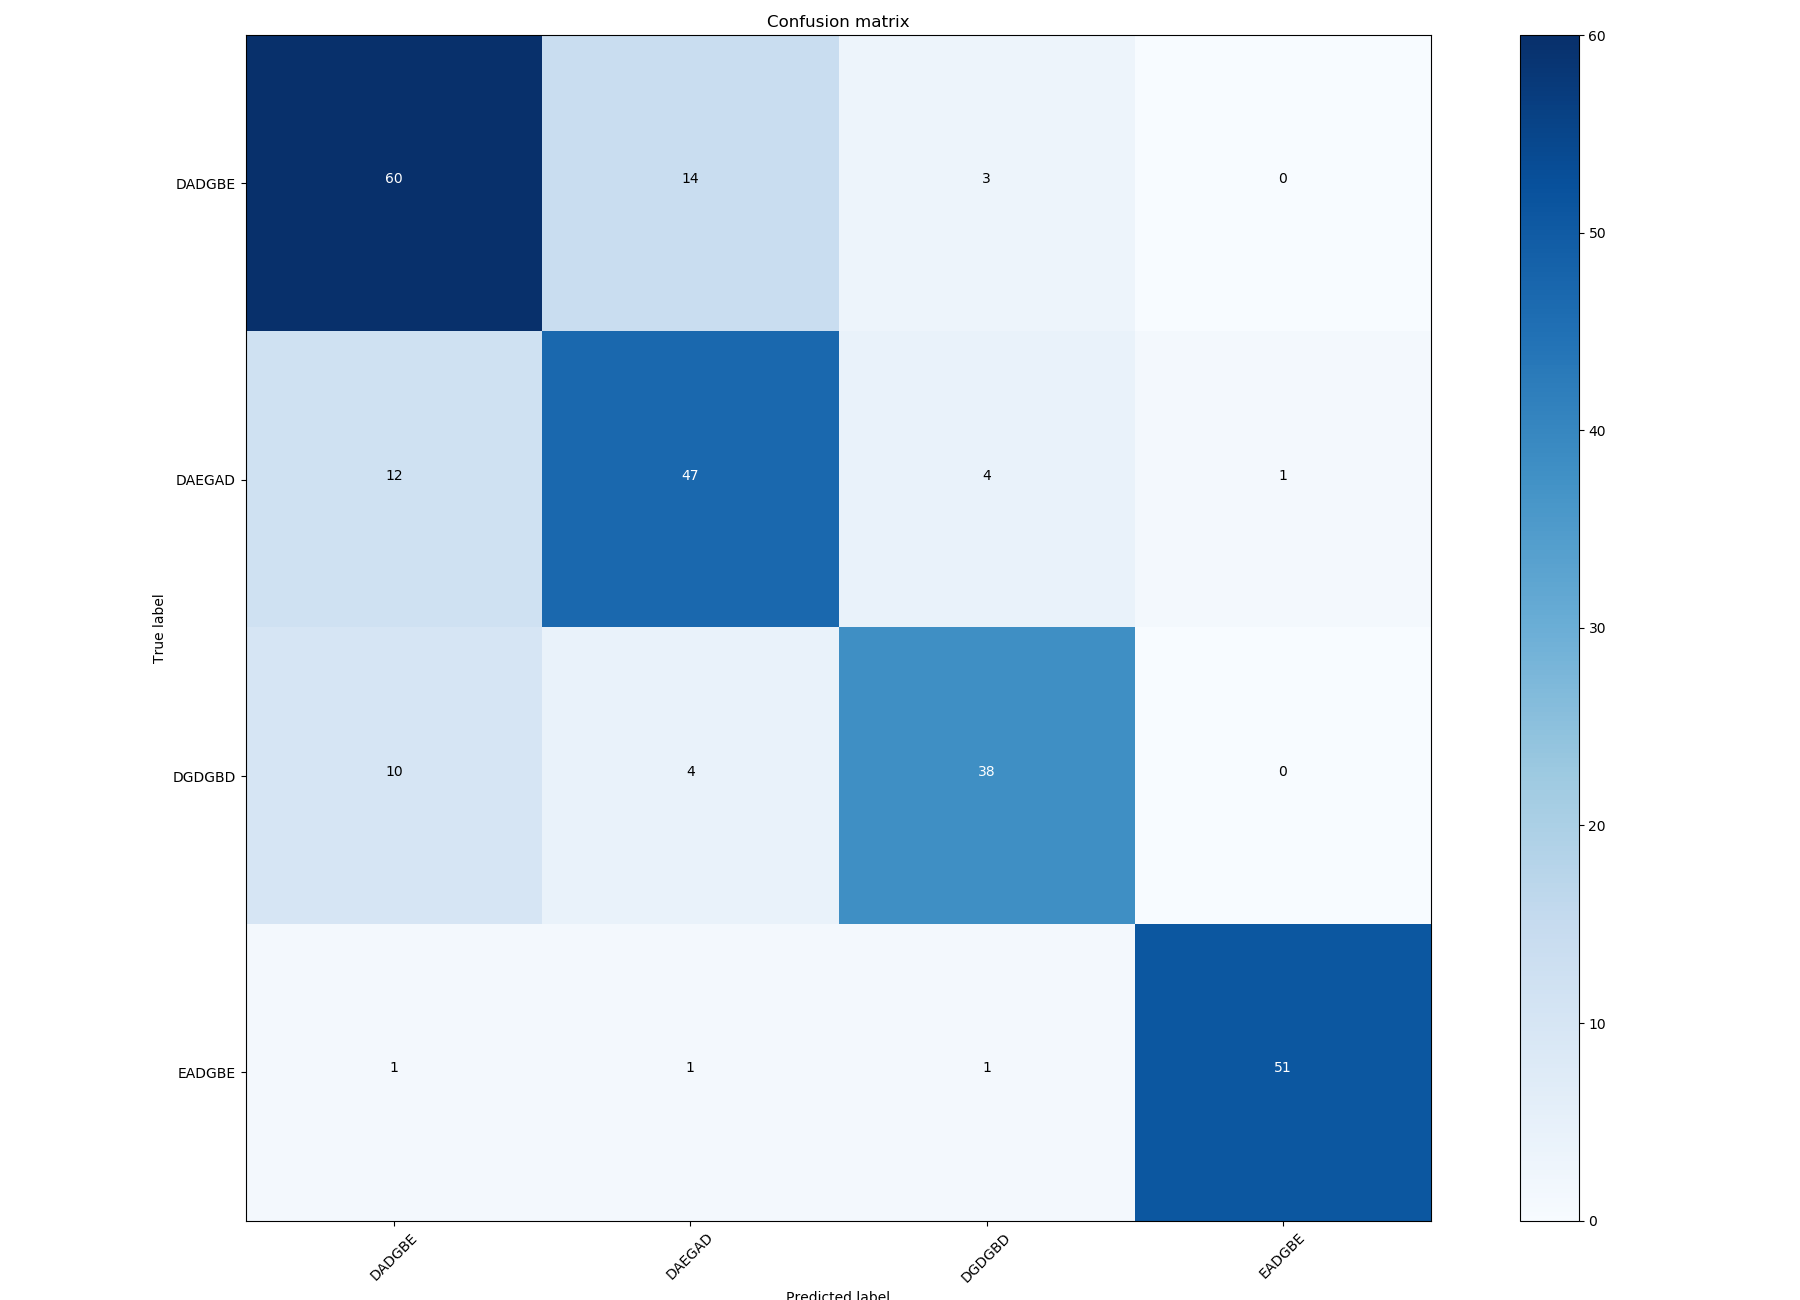 Confusion matrix
60
DADGBE 60 14 3 0
50
40
DAEGAD 12 47 4 1
True label
30
DGDGBD 10 4 38 0
20
10
EADGBE 1 1 1 51
0
DADGBE DAEGAD DGDGBD EADGBE
Predicted label